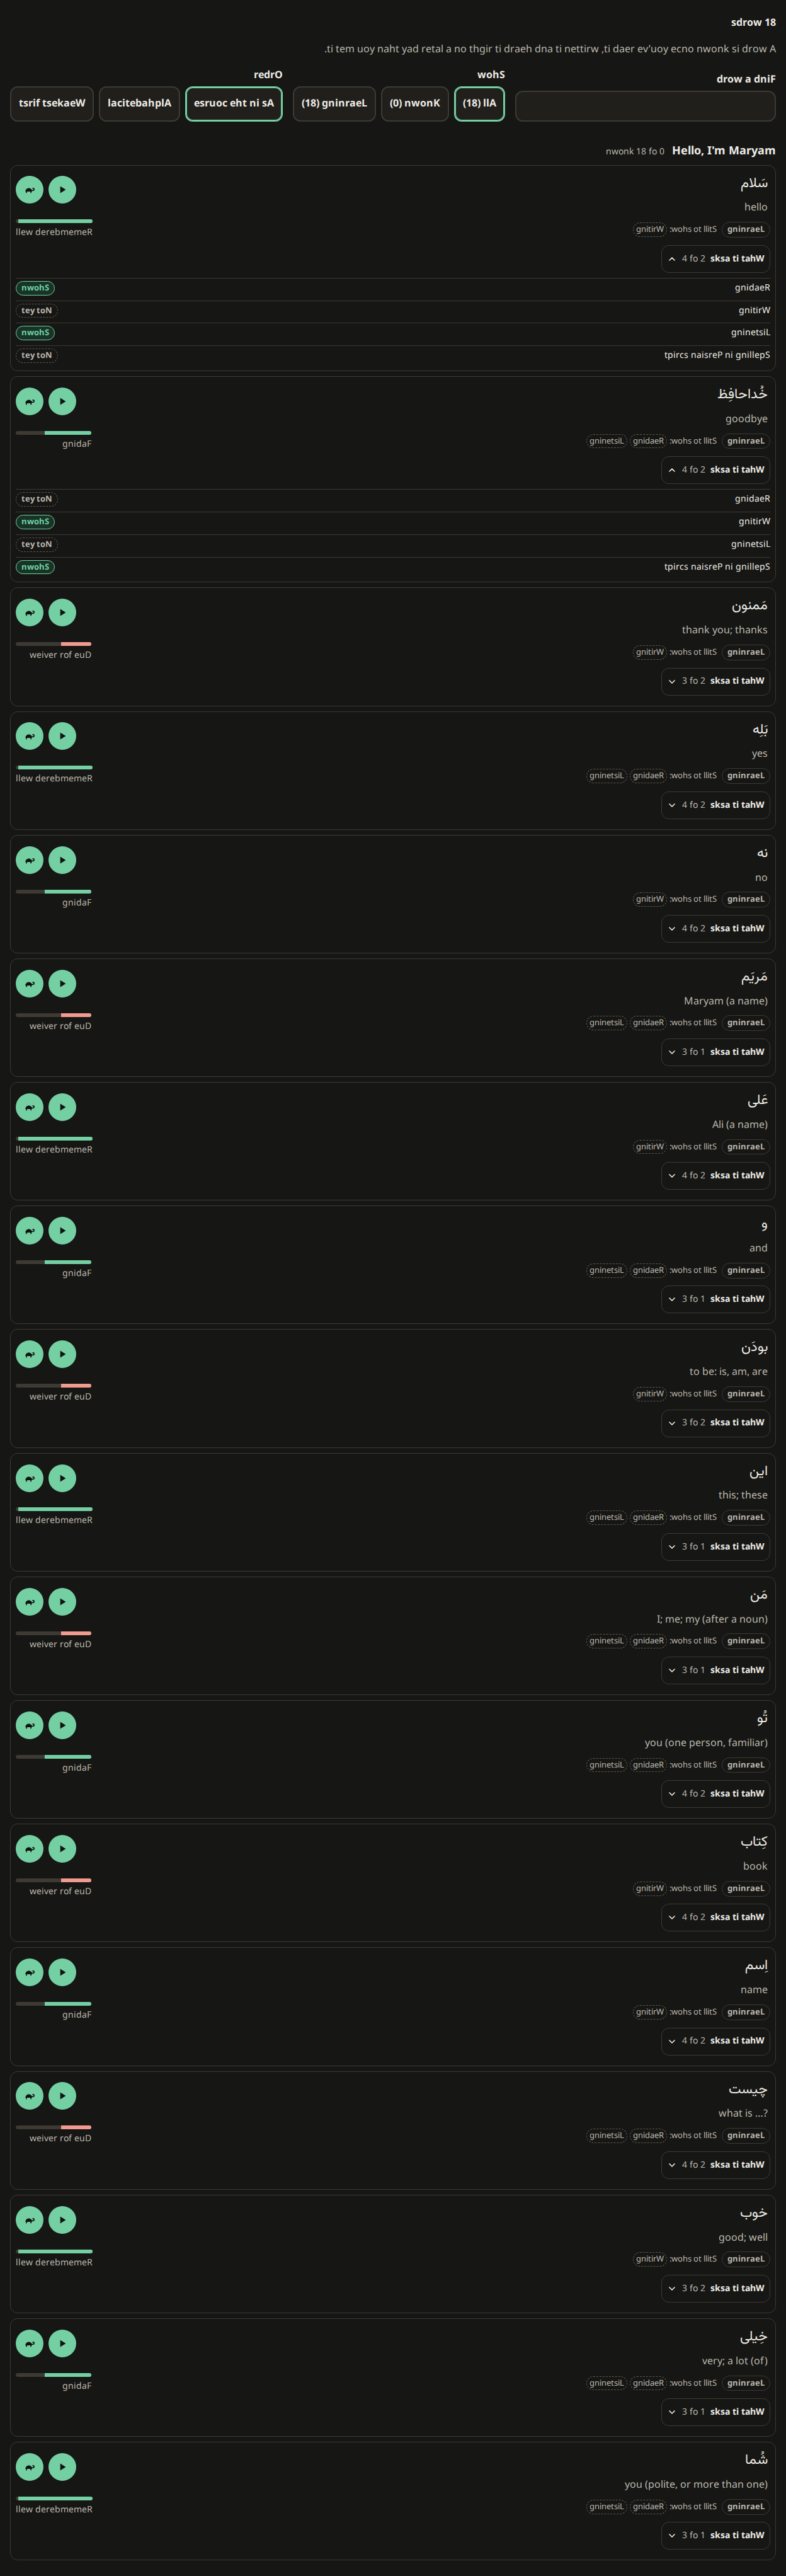 sdrow 18
.ti tem uoy naht yad retal a no thgir ti draeh dna ,ti nettirw ,ti daer ev’uoy ecno nwonk si drow A
drow a dniF
wohS
(18) llA
(0) nwonK
(18) gninraeL
redrO
esruoc eht ni sA
lacitebahplA
tsrif tsekaeW
Hello, I'm Maryam nwonk 18 fo 0
سَلام
hello
gninraeL :wohs ot llitS gnitirW
sksa ti tahW 4 fo 2
llew derebmemeR
gnidaeR nwohS
gnitirW tey toN
gninetsiL nwohS
tpircs naisreP ni gnillepS tey toN
خُداحافِظ
goodbye
gninraeL :wohs ot llitS gnidaeR gninetsiL
sksa ti tahW 4 fo 2
gnidaF
gnidaeR tey toN
gnitirW nwohS
gninetsiL tey toN
tpircs naisreP ni gnillepS nwohS
مَمنون
thank you; thanks
gninraeL :wohs ot llitS gnitirW
sksa ti tahW 3 fo 2
weiver rof euD
بَلِه
yes
gninraeL :wohs ot llitS gnidaeR gninetsiL
sksa ti tahW 4 fo 2
llew derebmemeR
نه
no
gninraeL :wohs ot llitS gnitirW
sksa ti tahW 4 fo 2
gnidaF
مَریَم
Maryam (a name)
gninraeL :wohs ot llitS gnidaeR gninetsiL
sksa ti tahW 3 fo 2
weiver rof euD
عَلی
Ali (a name)
gninraeL :wohs ot llitS gnitirW
sksa ti tahW 4 fo 2
llew derebmemeR
و
and
gninraeL :wohs ot llitS gnidaeR gninetsiL
sksa ti tahW 3 fo 1
gnidaF
بودَن
to be: is, am, are
gninraeL :wohs ot llitS gnitirW
sksa ti tahW 3 fo 2
weiver rof euD
این
this; these
gninraeL :wohs ot llitS gnidaeR gninetsiL
sksa ti tahW 3 fo 1
llew derebmemeR
مَن
I; me; my (after a noun)
gninraeL :wohs ot llitS gnidaeR gninetsiL
sksa ti tahW 3 fo 1
weiver rof euD
تُو
you (one person, familiar)
gninraeL :wohs ot llitS gnidaeR gninetsiL
sksa ti tahW 4 fo 2
gnidaF
کِتاب
book
gninraeL :wohs ot llitS gnitirW
sksa ti tahW 4 fo 2
weiver rof euD
اِسم
name
gninraeL :wohs ot llitS gnitirW
sksa ti tahW 4 fo 2
gnidaF
چیست
what is ...?
gninraeL :wohs ot llitS gnidaeR gninetsiL
sksa ti tahW 4 fo 2
weiver rof euD
خوب
good; well
gninraeL :wohs ot llitS gnitirW
sksa ti tahW 3 fo 2
llew derebmemeR
خِیلی
very; a lot (of)
gninraeL :wohs ot llitS gnidaeR gninetsiL
sksa ti tahW 3 fo 1
gnidaF
شُما
you (polite, or more than one)
gninraeL :wohs ot llitS gnidaeR gninetsiL
sksa ti tahW 3 fo 1
llew derebmemeR